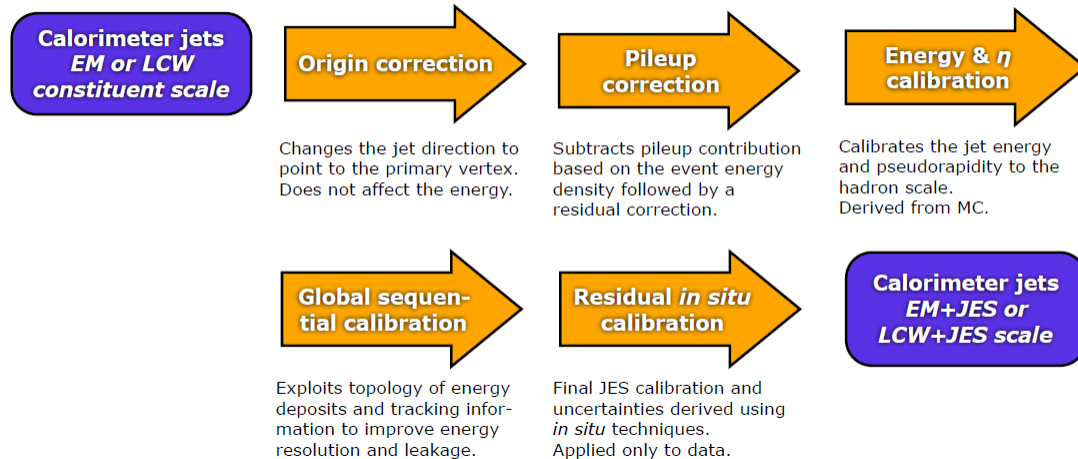 Calorimeter jets
EM or LCW
constituent scale
Origin correction
Changes the jet direction to
point to the primary vertex.
Does not affect the energy.
Pileup
correction
Subtracts pileup contribution
based on the event energy
density followed by a
residual correction.
Energy & η
calibration
Calibrates the jet energy
and pseudorapidity to the
hadron scale.
Derived from MC.
Global sequen-
tial calibration
Exploits topology of energy
deposits and tracking infor-
mation to improve energy
resolution and leakage.
Residual in situ
calibration
Final JES calibration and
uncertainties derived using
in situ techniques.
Applied only to data.
Calorimeter jets
EM+JES or
LCW+JES scale